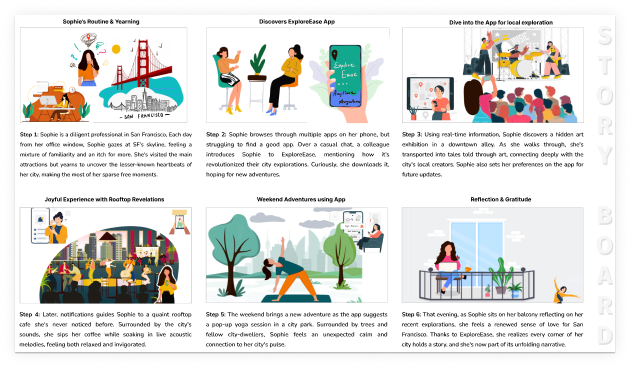 Sophie's Routine & Yearning
SAN FRANCISCO
Step 1: Sophie is a diligent professional in San Francisco. Each day
from her office window, Sophie gazes at SF's skyline, feeling
a mixture of familiarity and an itch for more. She's visited the main
attractions but yearns to uncover the lesser-known heartbeats of
her city, making the most of her sparse free moments.
Discovers ExploreEase App
Explore
Ease
Anytime
Anywhere
Step 2: Sophie browses through multiple apps on her phone, but
struggling to find a good app. Over a casual chat, a colleague
introduces Sophie to ExploreEase, mentioning how it's
revolutionized their city explorations. Curiously, she downloads it,
hoping for new adventures.
Dive into the App for local exploration
Step 3: Using real-time information, Sophie discovers a hidden art
exhibition in a downtown alley. As she walks through, she's
transported into tales told through art, connecting deeply with the
city's local creators. Sophie also sets her preferences on the app for
future updates.
Joyful Experience with Rooftop Revelations
Step 4: Later, notifications guides Sophie to a quaint rooftop
cafe she's never noticed before. Surrounded by the city's
sounds, she sips her coffee while soaking in live acoustic
melodies, feeling both relaxed and invigorated.
Weekend Adventures using App
Step 5: The weekend brings a new adventure as the app suggests
a pop-up yoga session in a city park. Surrounded by trees and
fellow city-dwellers, Sophie feels an unexpected calm and
connection to her city's pulse.
Reflection & Gratitude
Step 6: That evening, as Sophie sits on her balcony reflecting on her
recent explorations, she feels a renewed sense of love for San
Francisco. Thanks to ExploreEase, she realizes every corner of her
city holds a story, and she's now part of its unfolding narrative.
STORY BOARD